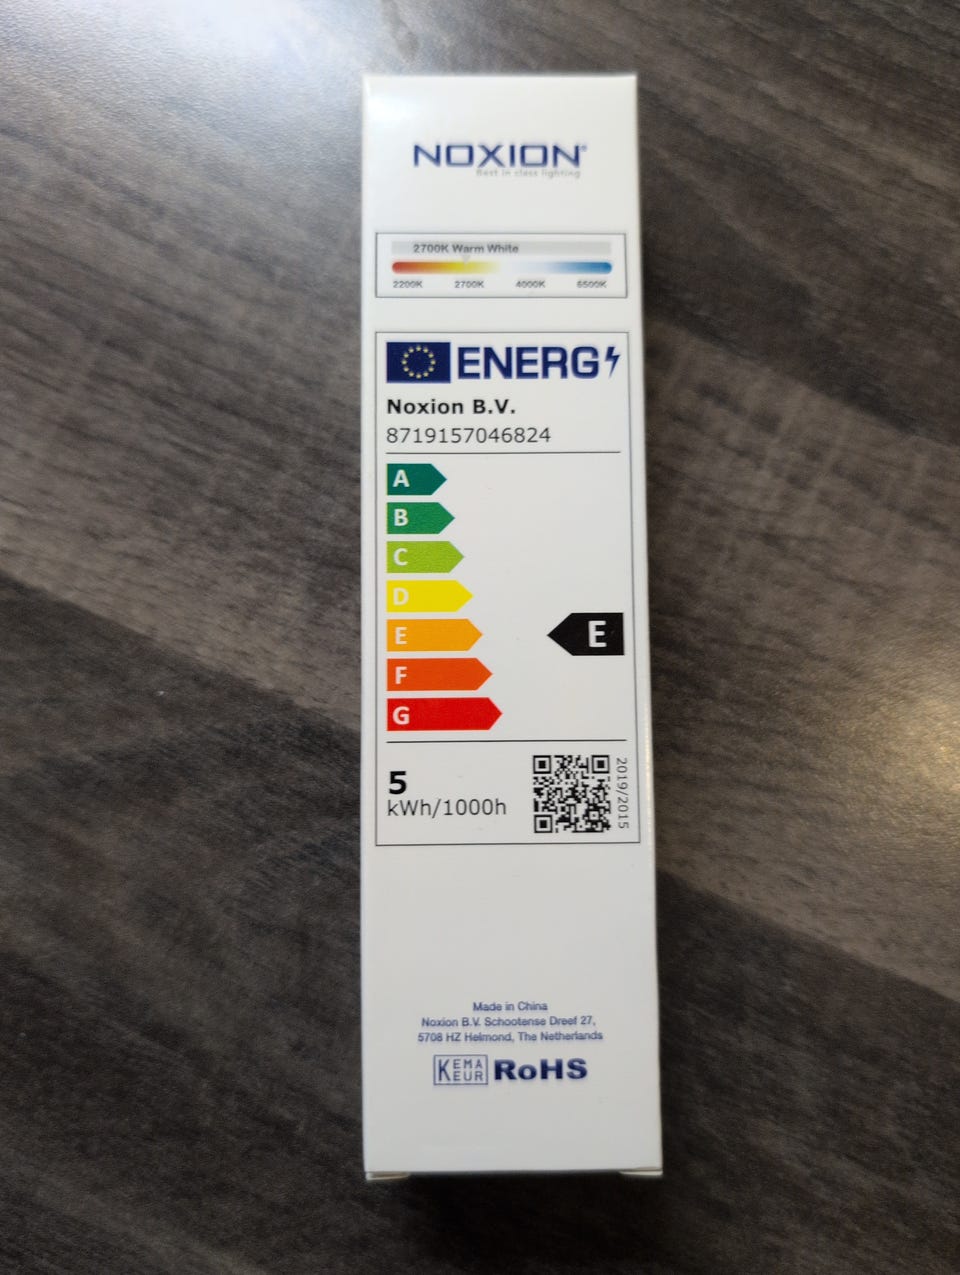 NOXION®
Best in class lighting
2700K Warm White
2200K 2700K 4000K 6500K
ENERG
Noxion B.V.
8719157046824
A
B
C
D
E
E
F
G
5
kWh/1000h
2019/2015
Made in China
Noxion B.V. Schootense Dreef 27,
5708 HZ Helmond, The Netherlands
KEMA
KEUR
RoHS